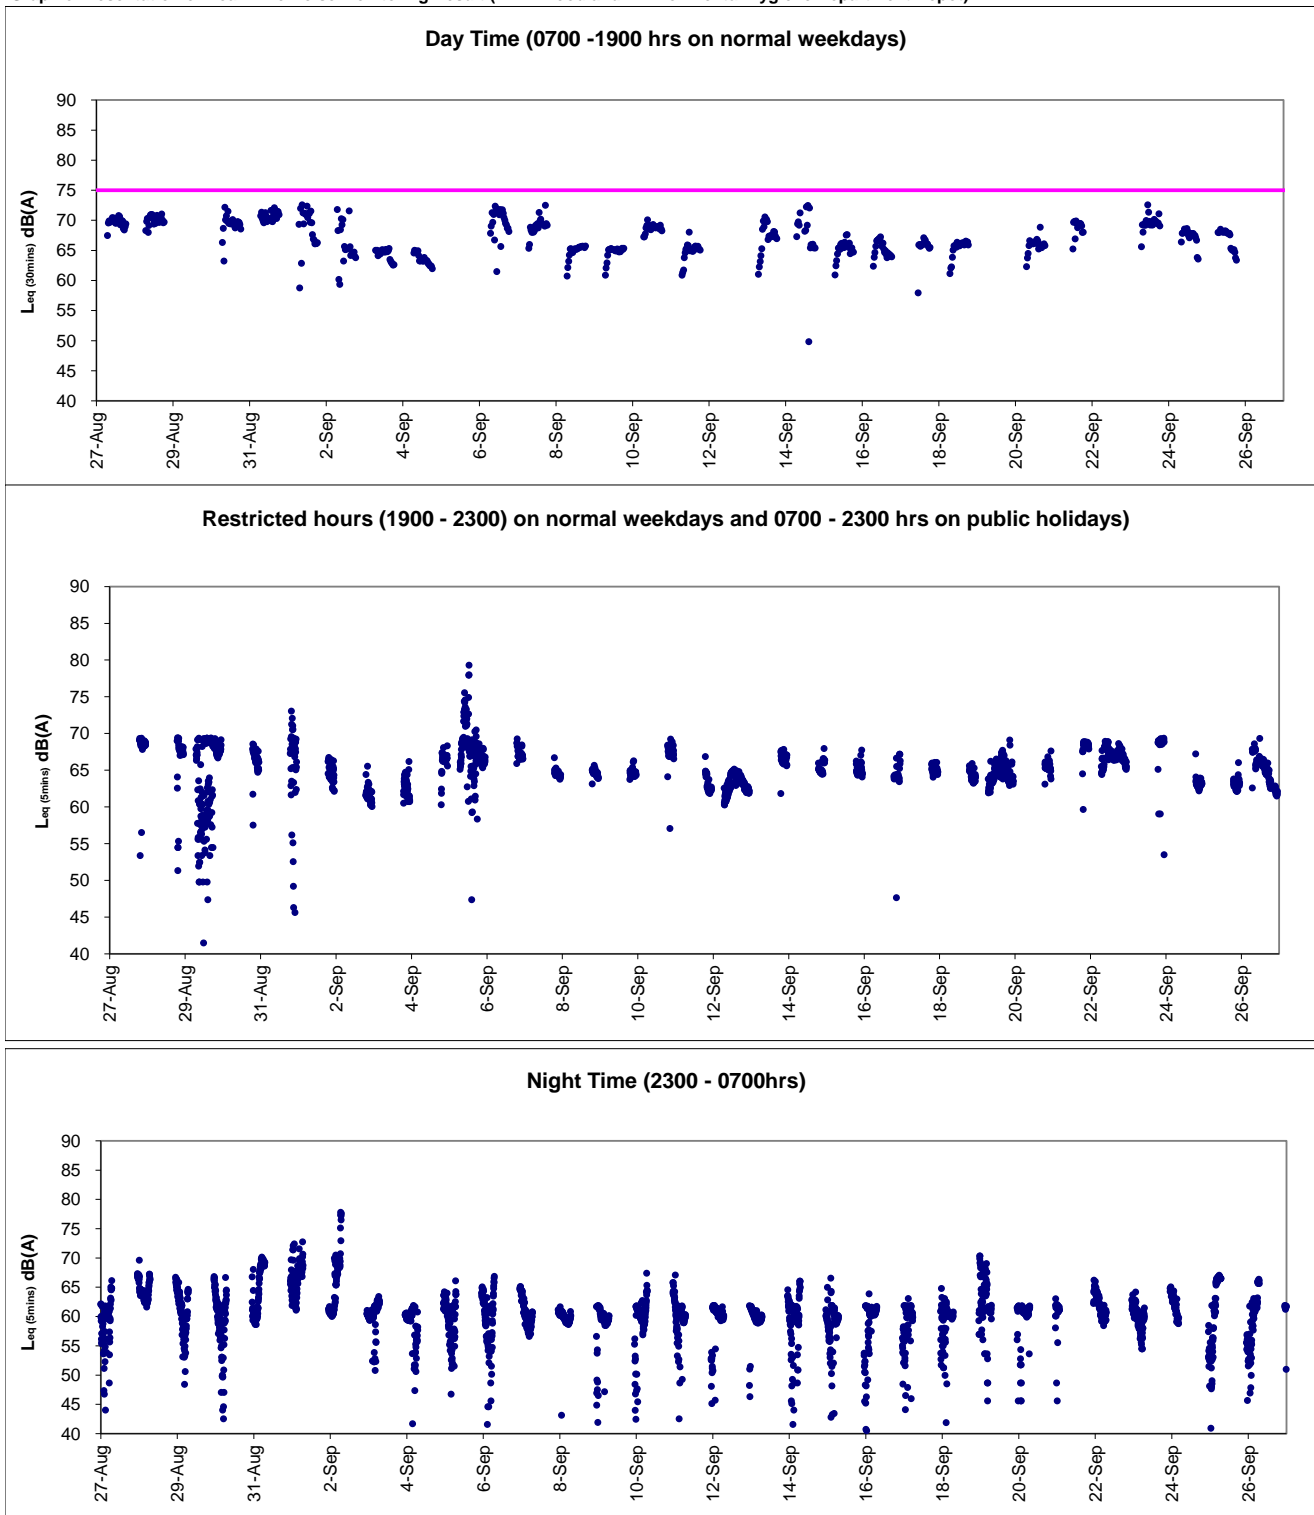 Day Time (0700 -1900 hrs on normal weekdays)
90
85
80
75
70
65
60
55
50
45
40
Leq (30mins) dB(A)
27-Aug
29-Aug
31-Aug
2-Sep
4-Sep
6-Sep
8-Sep
10-Sep
12-Sep
14-Sep
16-Sep
18-Sep
20-Sep
22-Sep
24-Sep
26-Sep
Restricted hours (1900 - 2300) on normal weekdays and 0700 - 2300 hrs on public holidays)
90
85
80
75
70
65
60
55
50
45
40
Leq (5mins) dB(A)
27-Aug
29-Aug
31-Aug
2-Sep
4-Sep
6-Sep
8-Sep
10-Sep
12-Sep
14-Sep
16-Sep
18-Sep
20-Sep
22-Sep
24-Sep
26-Sep
Night Time (2300 - 0700hrs)
90
85
80
75
70
65
60
55
50
45
40
Leq (5mins) dB(A)
27-Aug
29-Aug
31-Aug
2-Sep
4-Sep
6-Sep
8-Sep
10-Sep
12-Sep
14-Sep
16-Sep
18-Sep
20-Sep
22-Sep
24-Sep
26-Sep